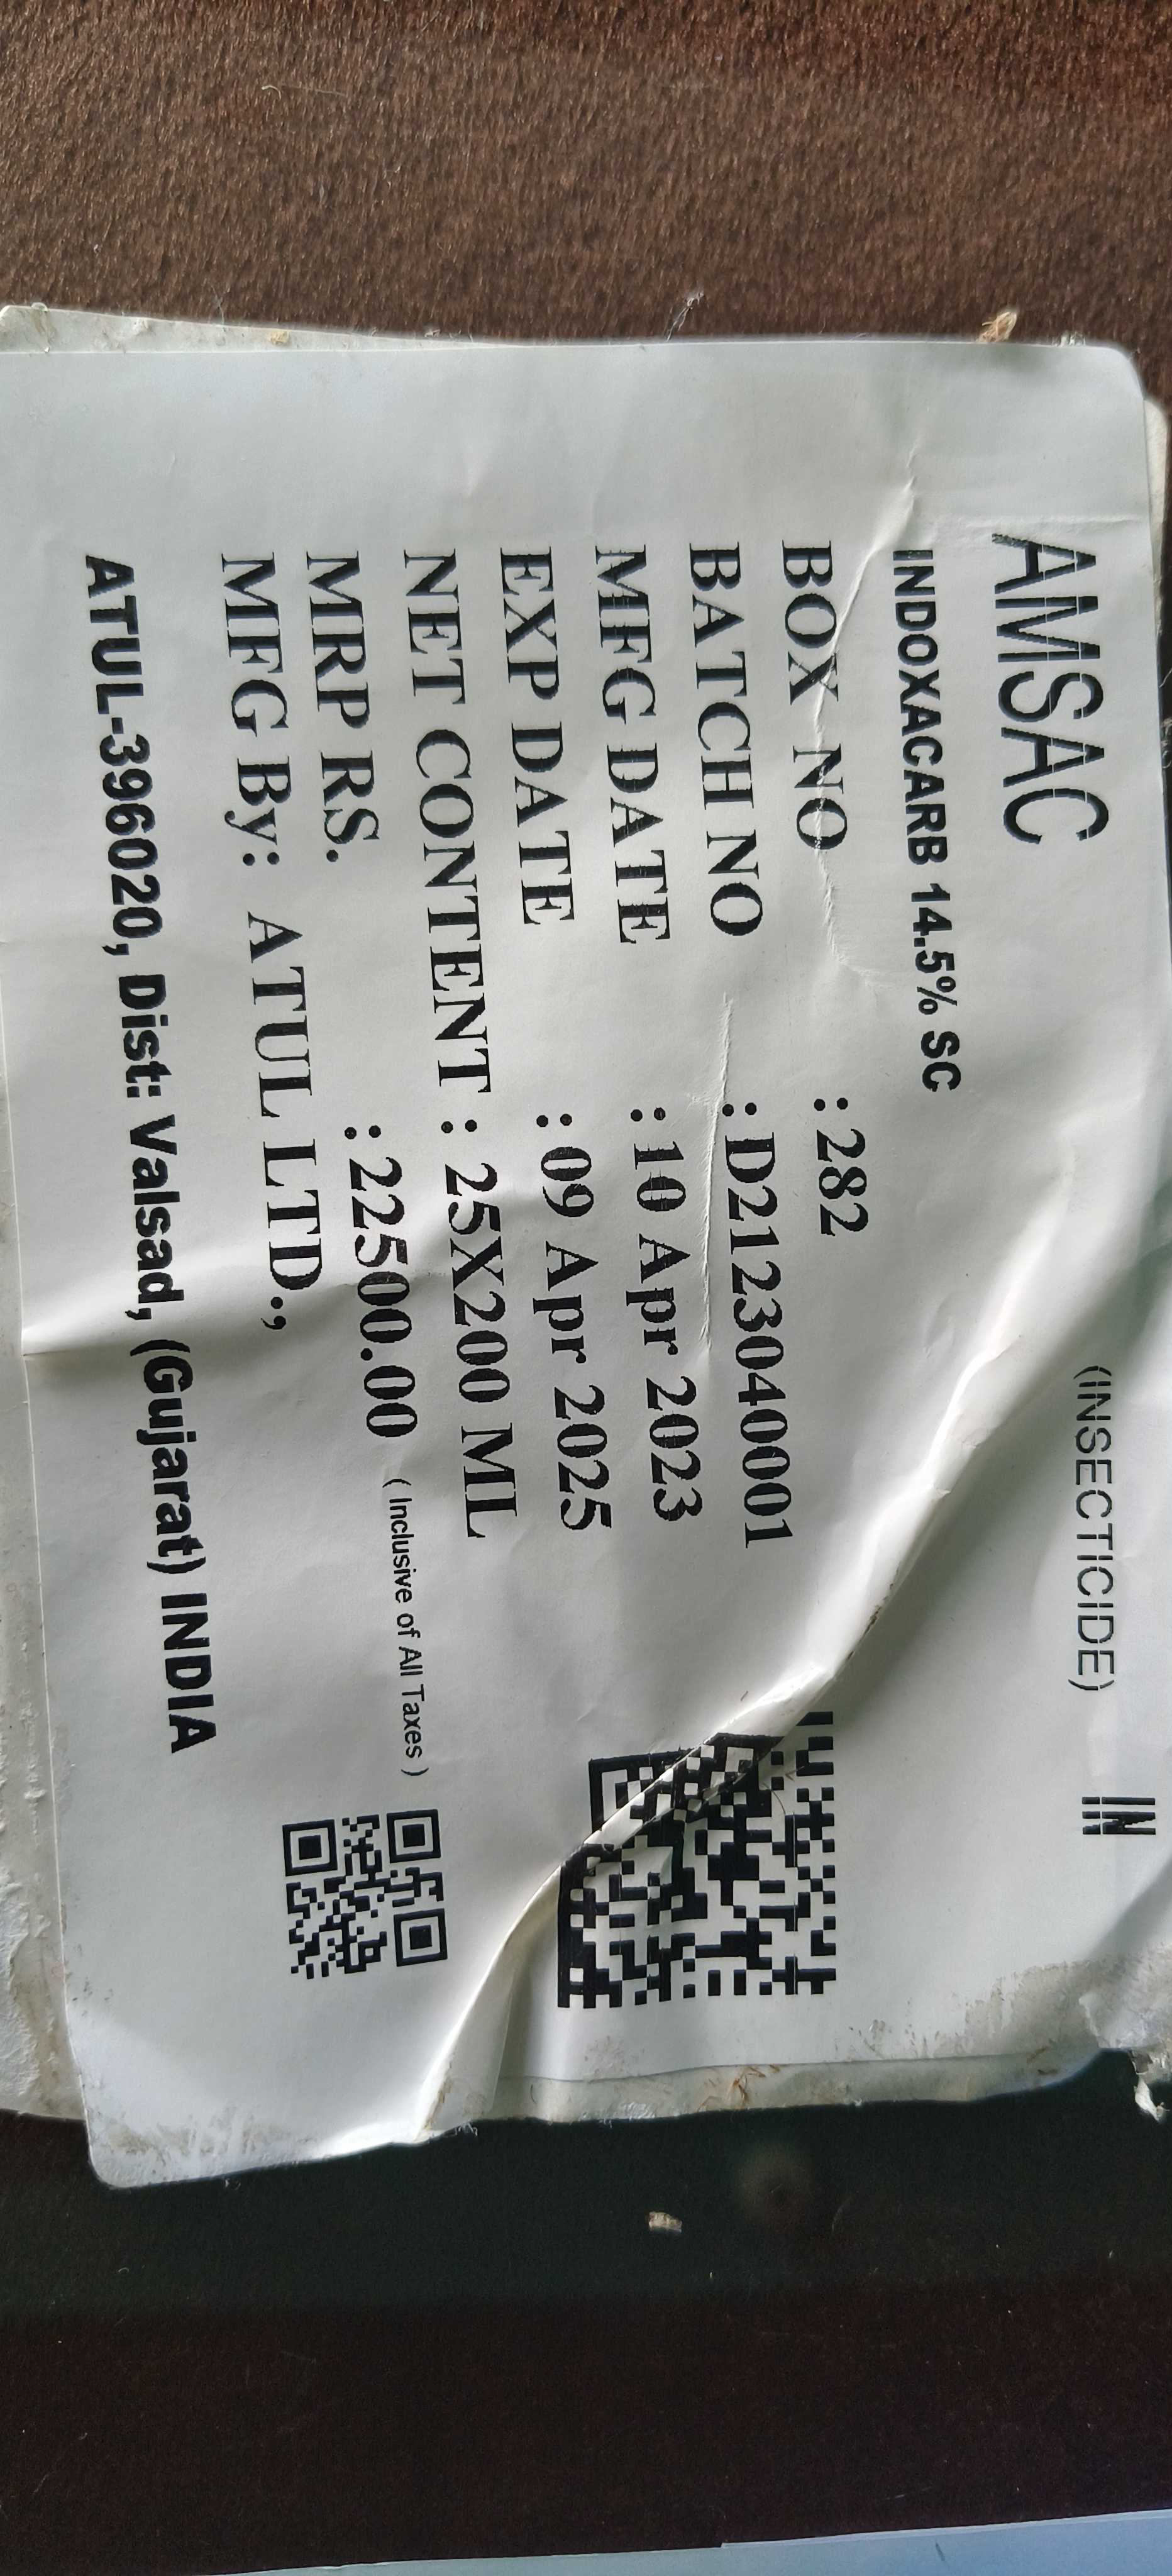 AMSAC (INSECTICIDE) IN
INDOXACARB 14.5% SC
BOX NO :282
BATCH NO :D2112304001
MFG DATE : 10 Apr 2023
EXP DATE : 09 Apr 2025
NET CONTENT : 25X200 ML
MRP RS. : 22500.00 ( Inclusive of All Taxes )
MFG By: ATUL LTD.,
ATUL-396020, Dist: Valsad, (Gujarat) INDIA